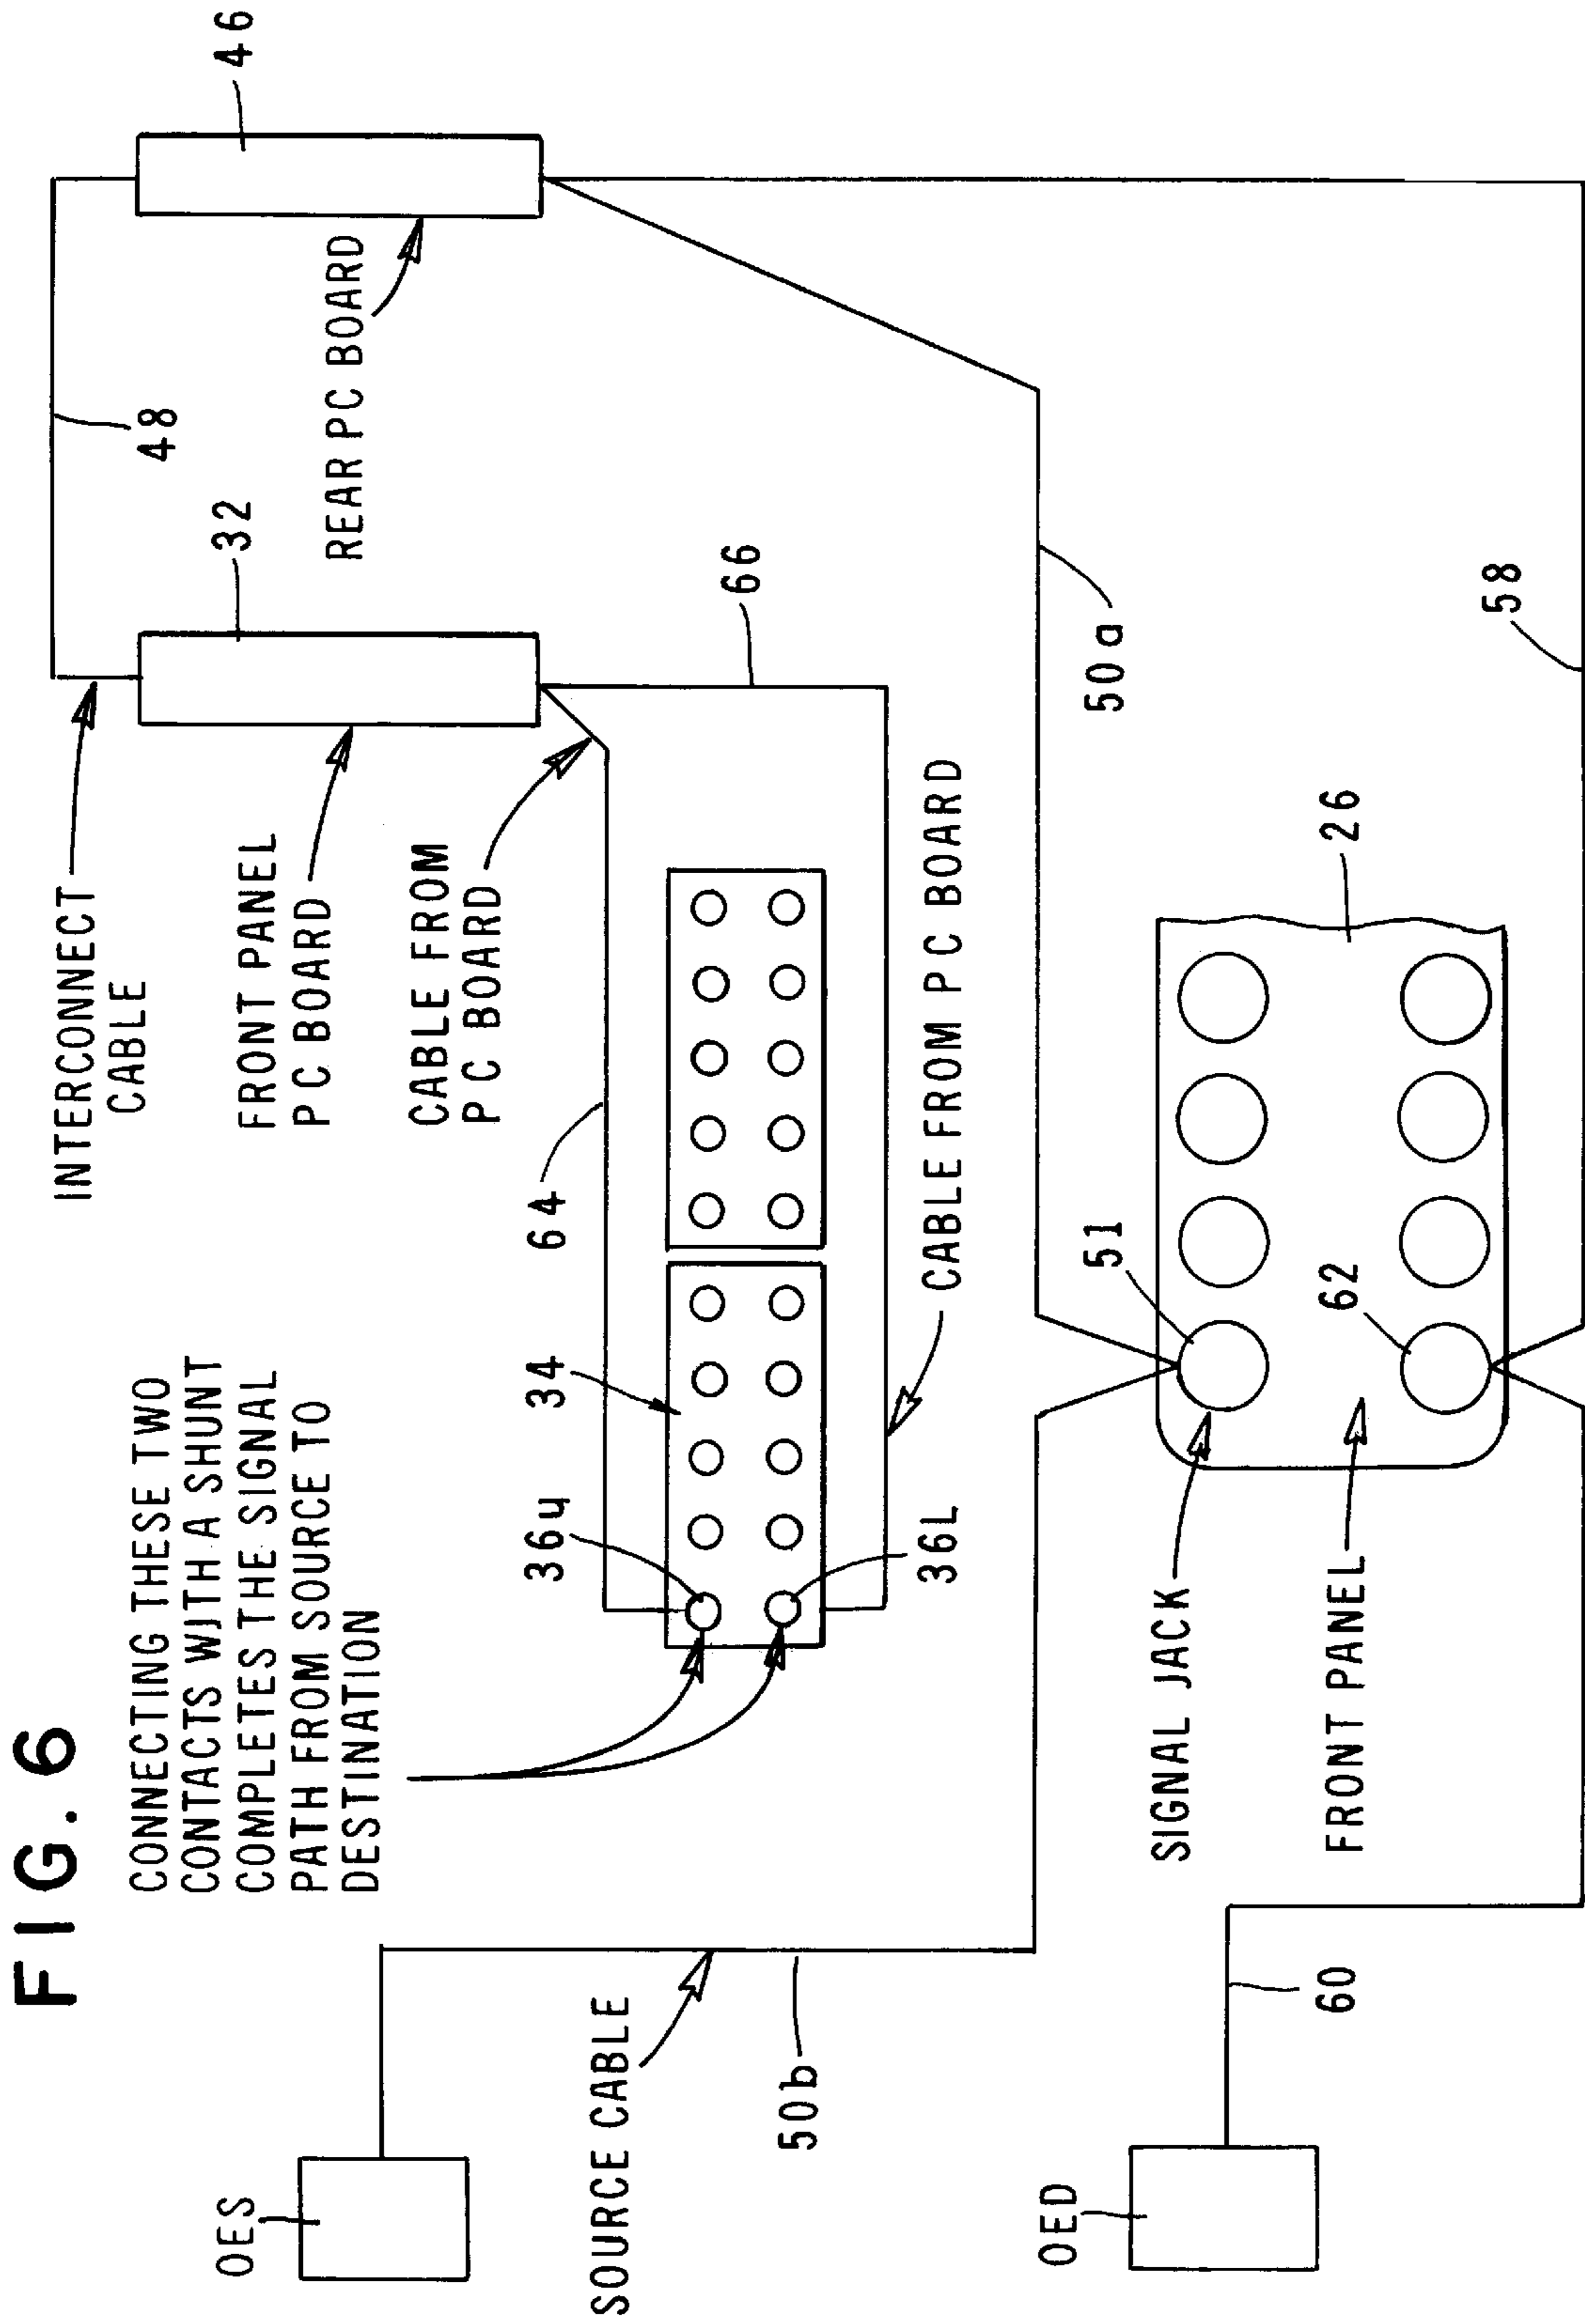 FIG. 6
CONNECTING THESE TWO
CONTACTS WITH A SHUNT
COMPLETES THE SIGNAL
PATH FROM SOURCE TO
DESTINATION
INTERCONNECT
CABLE
FRONT PANEL
PC BOARD
CABLE FROM
PC BOARD
REAR PC BOARD
48
32
46
64
66
34
36u
36L
CABLE FROM PC BOARD
OES
SOURCE CABLE
50b
50a
51
SIGNAL JACK
62
26
FRONT PANEL
58
OED
60